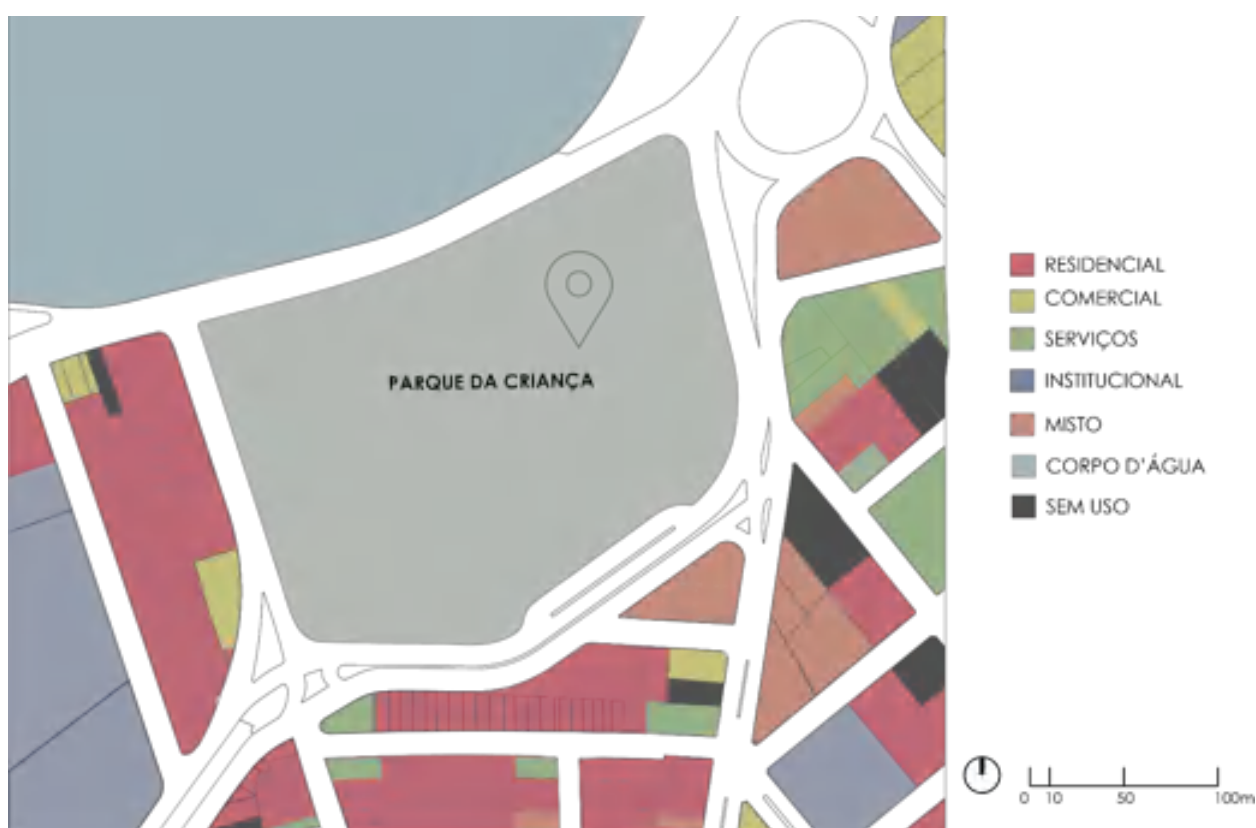 PARQUE DA CRIANÇA
RESIDENCIAL
COMERCIAL
SERVIÇOS
INSTITUCIONAL
MISTO
CORPO D'ÁGUA
SEM USO
0 10 50 100m